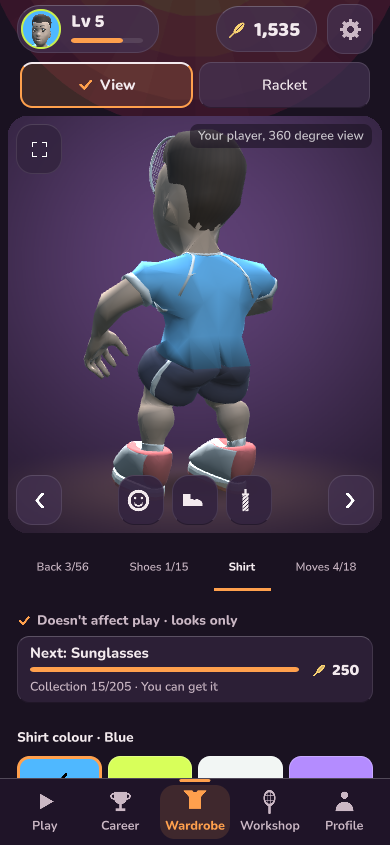 Lv 5
1,535
View
Racket
Your player, 360 degree view
Back 3/56
Shoes 1/15
Shirt
Moves 4/18
Doesn't affect play · looks only
Next: Sunglasses
250
Collection 15/205 · You can get it
Shirt colour · Blue
Play
Career
Wardrobe
Workshop
Profile